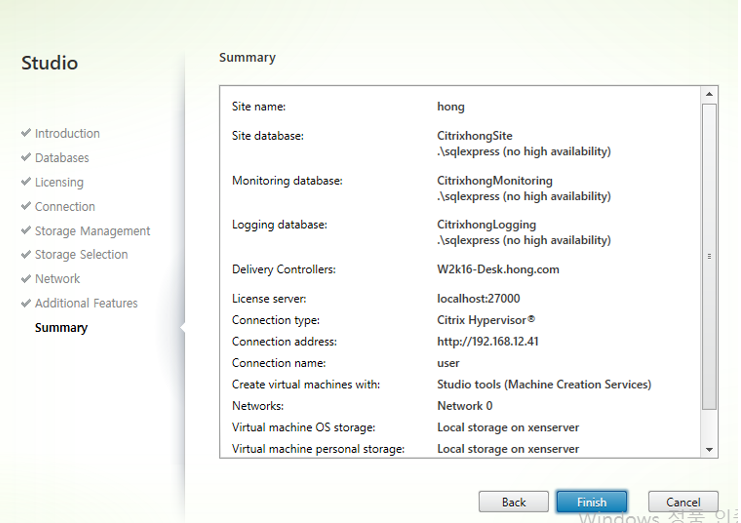 Studio
Summary
Introduction
Databases
Licensing
Connection
Storage Management
Storage Selection
Network
Additional Features
Summary
Site name: hong
Site database: CitrixhongSite
.\sqlexpress (no high availability)
Monitoring database: CitrixhongMonitoring
.\sqlexpress (no high availability)
Logging database: CitrixhongLogging
.\sqlexpress (no high availability)
Delivery Controllers: W2k16-Desk.hong.com
License server: localhost:27000
Connection type: Citrix Hypervisor®
Connection address: http://192.168.12.41
Connection name: user
Create virtual machines with: Studio tools (Machine Creation Services)
Networks: Network 0
Virtual machine OS storage: Local storage on xenserver
Virtual machine personal storage: Local storage on xenserver
Back Finish Cancel
Windows 정품